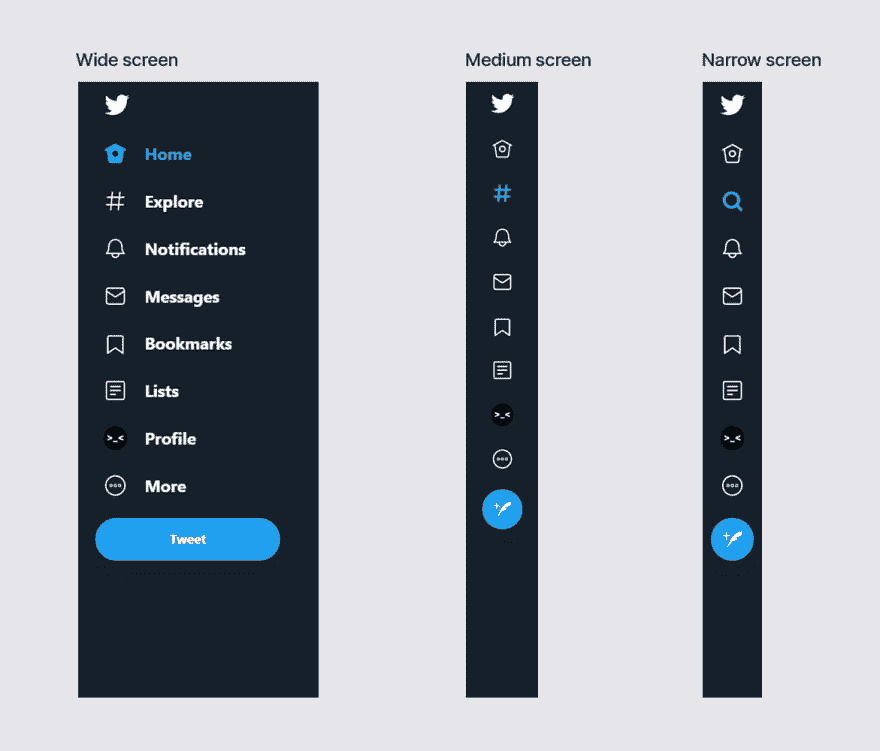 Wide screen
Medium screen
Narrow screen
Home
Explore
Notifications
Messages
Bookmarks
Lists
>_< Profile
More
Tweet
>_<
>_<